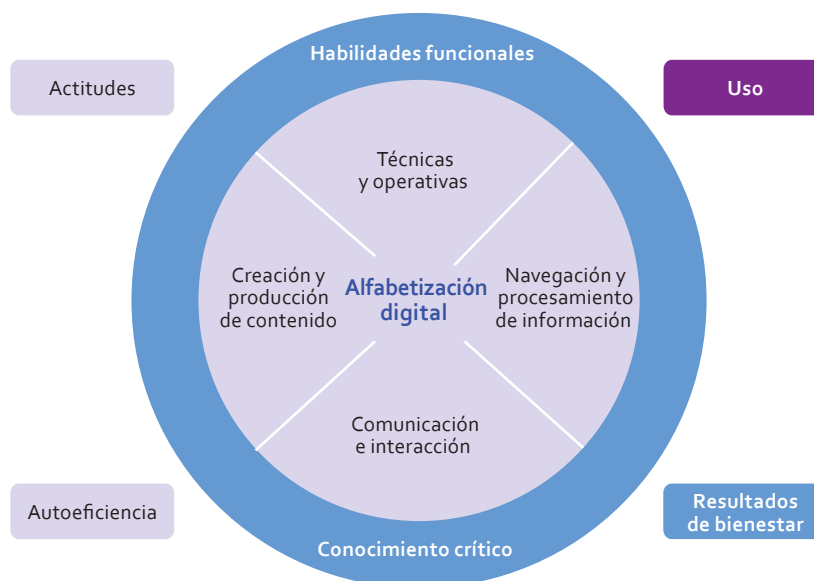 Habilidades funcionales
Actitudes
Uso
Técnicas
y operativas
Creación y
producción
de contenido
Alfabetización
digital
Navegación y
procesamiento
de información
Comunicación
e interacción
Autoeficiencia
Resultados
de bienestar
Conocimiento crítico